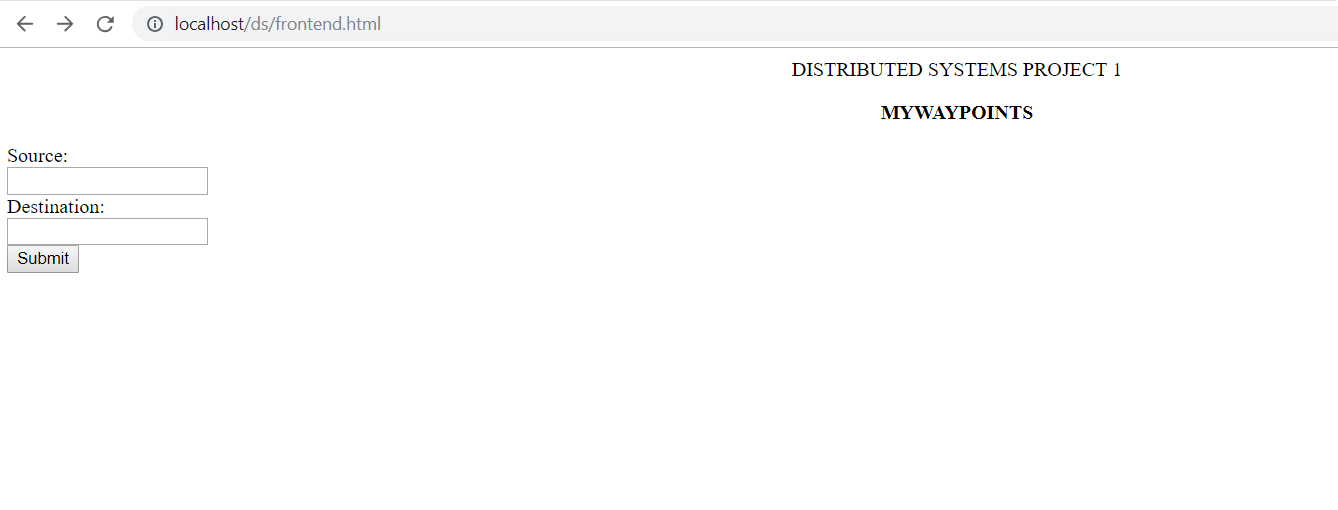 localhost/ds/frontend.html
DISTRIBUTED SYSTEMS PROJECT 1
MYWAYPOINTS
Source:
Destination:
Submit